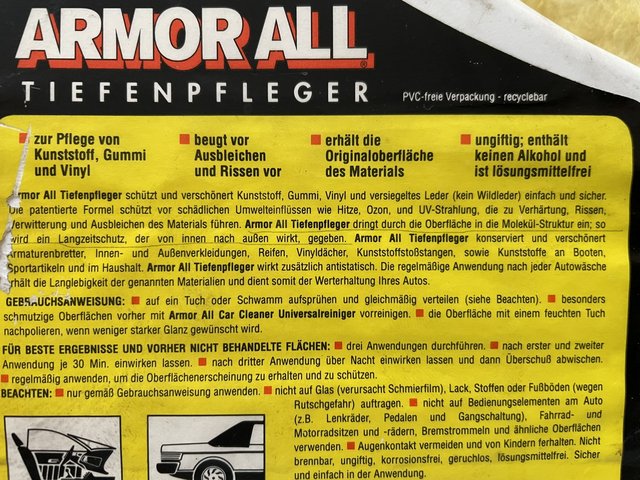 ARMOR ALL
TIEFENPFLEGER
PVC-freie Verpackung - recyclebar
■ zur Pflege von Kunststoff, Gummi und Vinyl
■ beugt vor Ausbleichen und Rissen vor
■ erhält die Originaloberfläche des Materials
■ ungiftig; enthält keinen Alkohol und ist lösungsmittelfrei
Armor All Tiefenpfleger schützt und verschönert Kunststoff, Gummi, Vinyl und versiegeltes Leder (kein Wildleder) einfach und sicher.
Die patentierte Formel schützt vor schädlichen Umwelteinflüssen wie Hitze, Ozon, und UV-Strahlung, die zu Verhärtung, Rissen,
Verwitterung und Ausbleichen des Materials führen. Armor All Tiefenpfleger dringt durch die Oberfläche in die Molekül-Struktur ein; so
wird ein Langzeitschutz, der von innen nach außen wirkt, gegeben. Armor All Tiefenpfleger konserviert und verschönert
Armaturenbretter, Innen- und Außenverkleidungen, Reifen, Vinyldächer, Kunststoffstoßstangen, sowie Kunststoffe an Booten,
Sportartikeln und im Haushalt. Armor All Tiefenpfleger wirkt zusätzlich antistatisch. Die regelmäßige Anwendung nach jeder Autowäsche
erhält die Langlebigkeit der genannten Materialien und dient somit der Werterhaltung Ihres Autos.
GEBRAUCHSANWEISUNG: ■ auf ein Tuch oder Schwamm aufsprühen und gleichmäßig verteilen (siehe Beachten). ■ besonders
schmutzige Oberflächen vorher mit Armor All Car Cleaner Universalreiniger vorreinigen. ■ die Oberfläche mit einem feuchten Tuch
nachpolieren, wenn weniger starker Glanz gewünscht wird.
FÜR BESTE ERGEBNISSE UND VORHER NICHT BEHANDELTE FLÄCHEN: ■ drei Anwendungen durchführen. ■ nach erster und zweiter
Anwendung je 30 Min. einwirken lassen. ■ nach dritter Anwendung über Nacht einwirken lassen und dann Überschuß abwischen.
■ regelmäßig anwenden, um die Oberflächenerscheinung zu erhalten und zu schützen.
BEACHTEN: ■ nur gemäß Gebrauchsanweisung anwenden. ■ nicht auf Glas (verursacht Schmierfilm), Lack, Stoffen oder Fußböden (wegen
Rutschgefahr) auftragen. ■ nicht auf Bedienungselementen am Auto
(z.B. Lenkräder, Pedalen und Gangschaltung), Fahrrad- und
Motorradsitzen und -rädern, Bremstrommeln und ähnliche Oberflächen
verwenden. ■ Augenkontakt vermeiden und von Kindern ferhalten. Nicht
brennbar, ungiftig, korrosionsfrei, geruchlos, lösungsmittelfrei. Sicher
und einfach in der Anwendung.